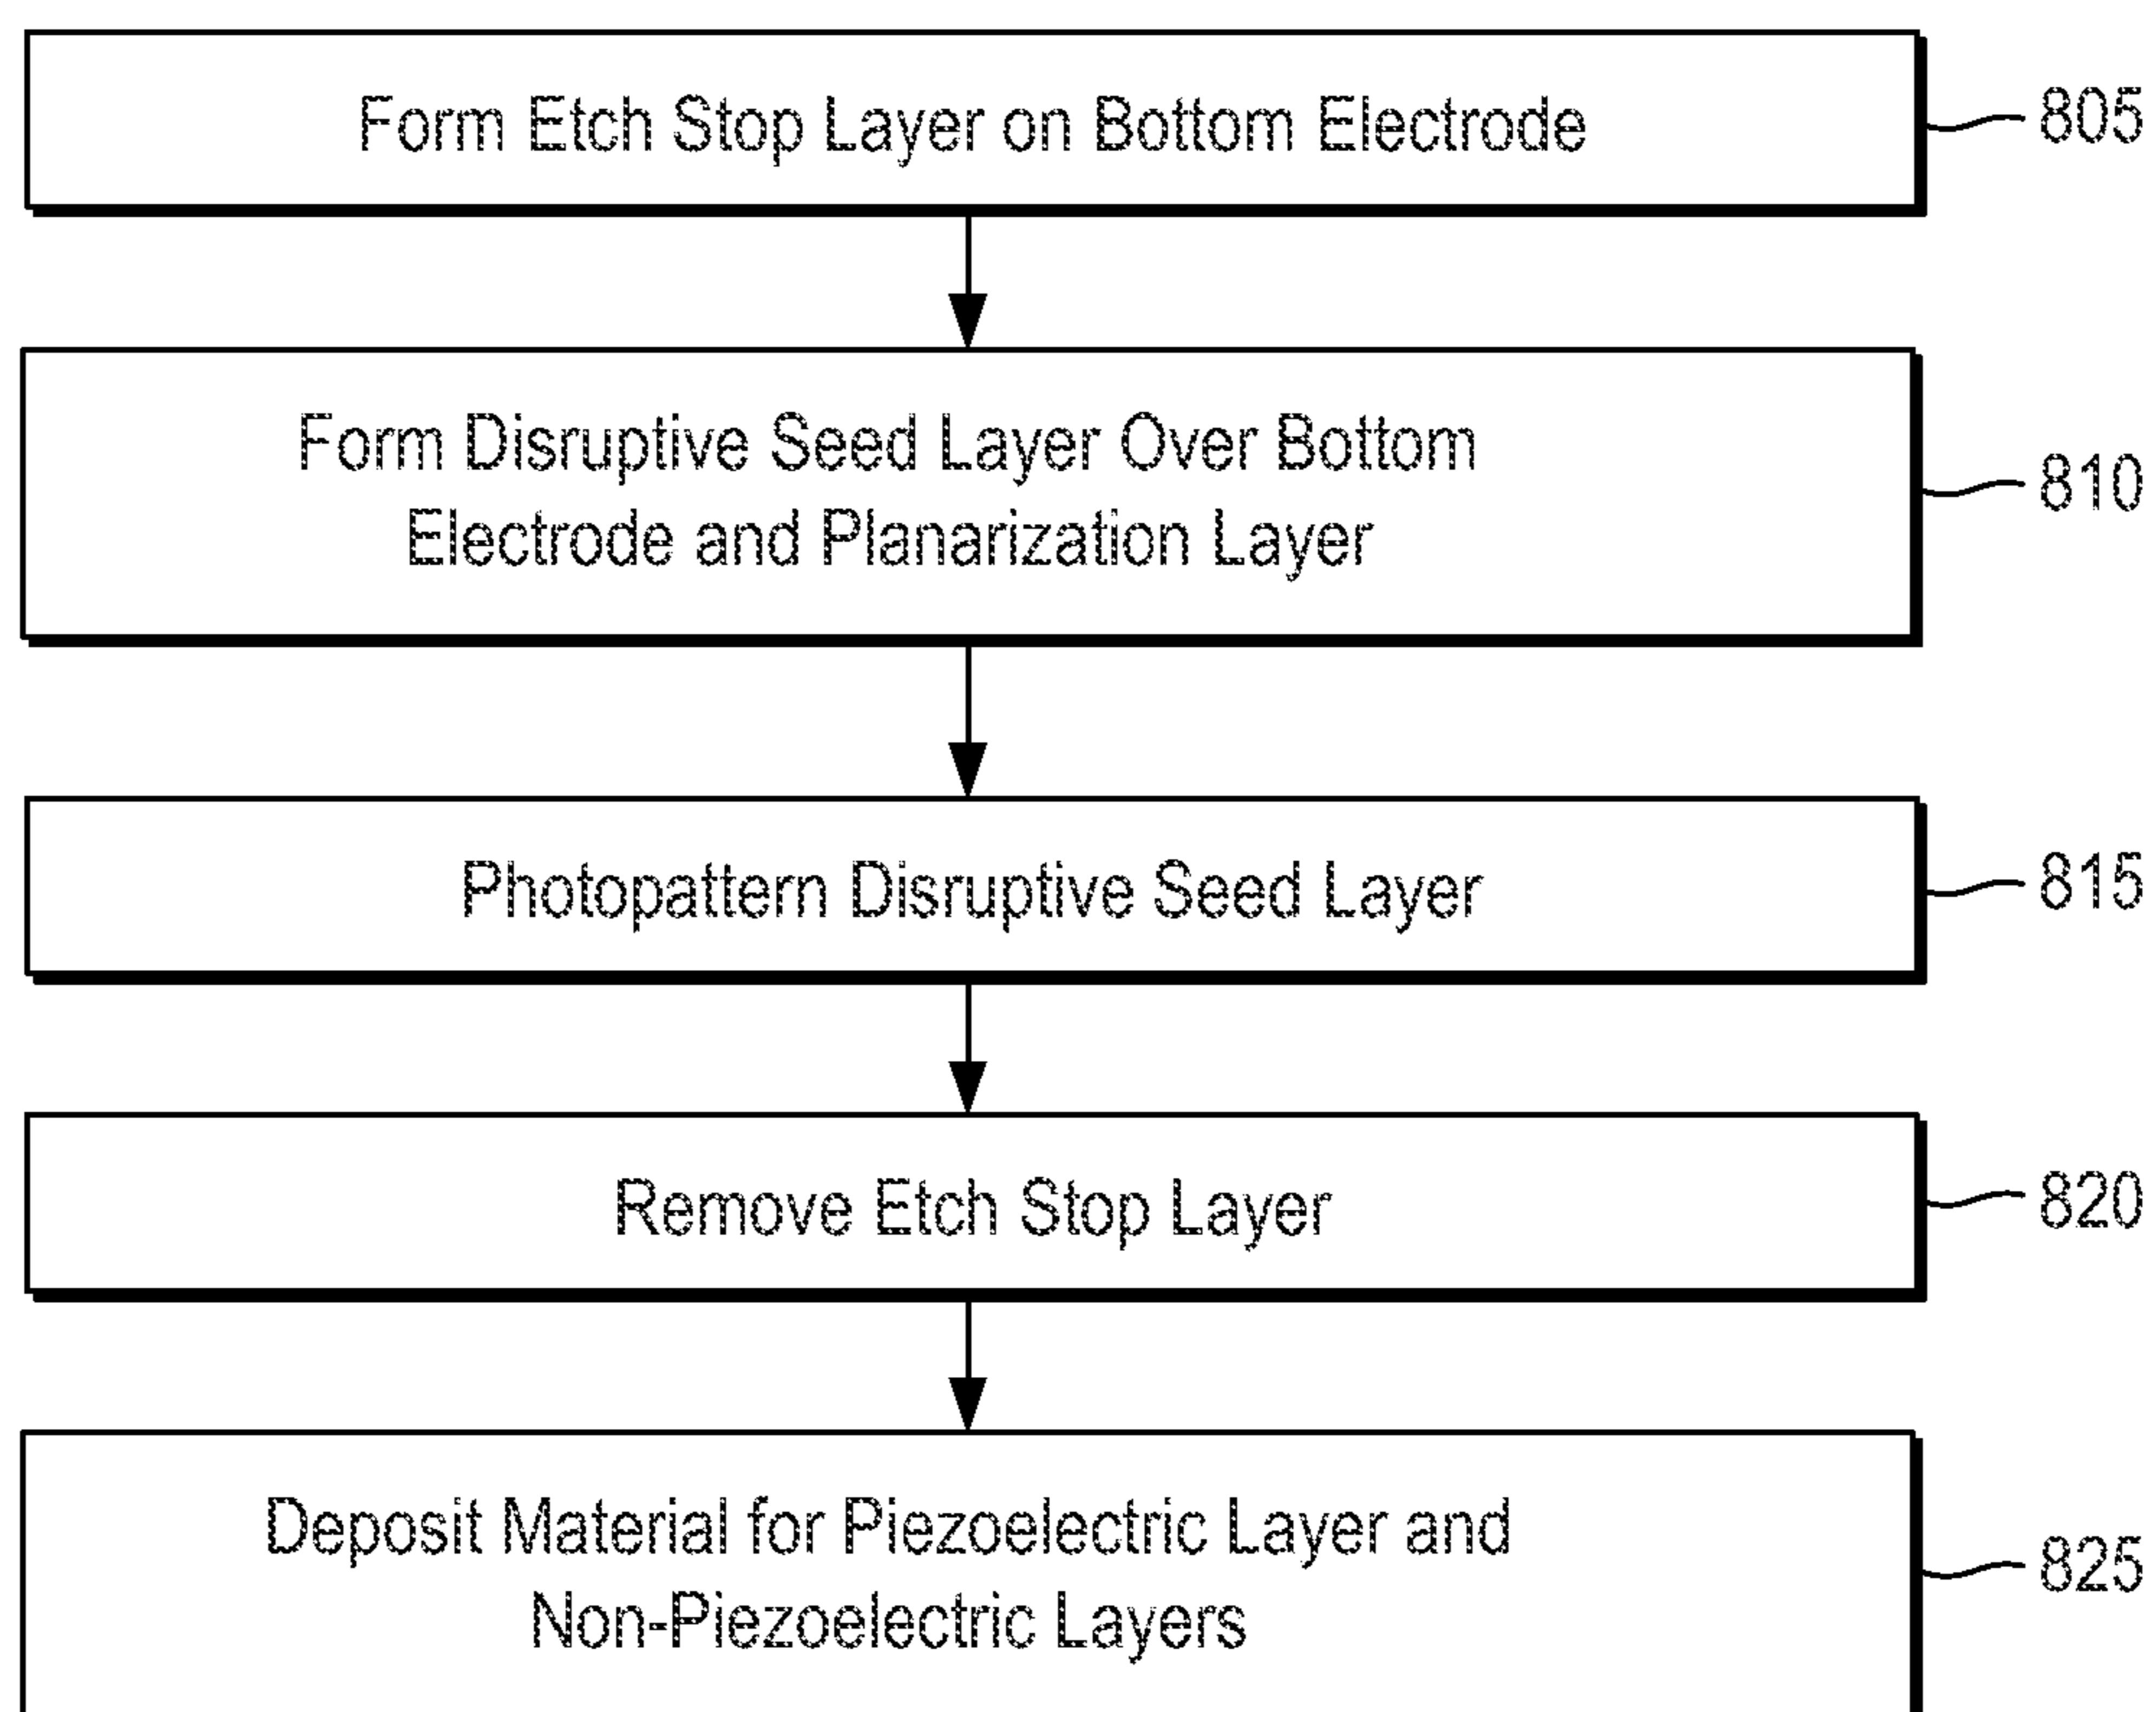 Form Etch Stop Layer on Bottom Electrode
805
Form Disruptive Seed Layer Over Bottom
Electrode and Planarization Layer
810
Photopattern Disruptive Seed Layer
815
Remove Etch Stop Layer
820
Deposit Material for Piezoelectric Layer and
Non-Piezoelectric Layers
825